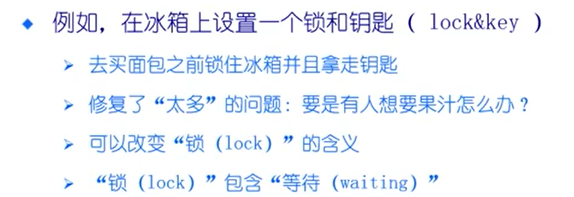 例如，在冰箱上设置一个锁和钥匙（ lock&key ）
去买面包之前锁住冰箱并且拿走钥匙
修复了“太多”的问题：要是有人想要果汁怎么办？
可以改变“锁（lock）”的含义
“锁（lock）”包含“等待（waiting）”